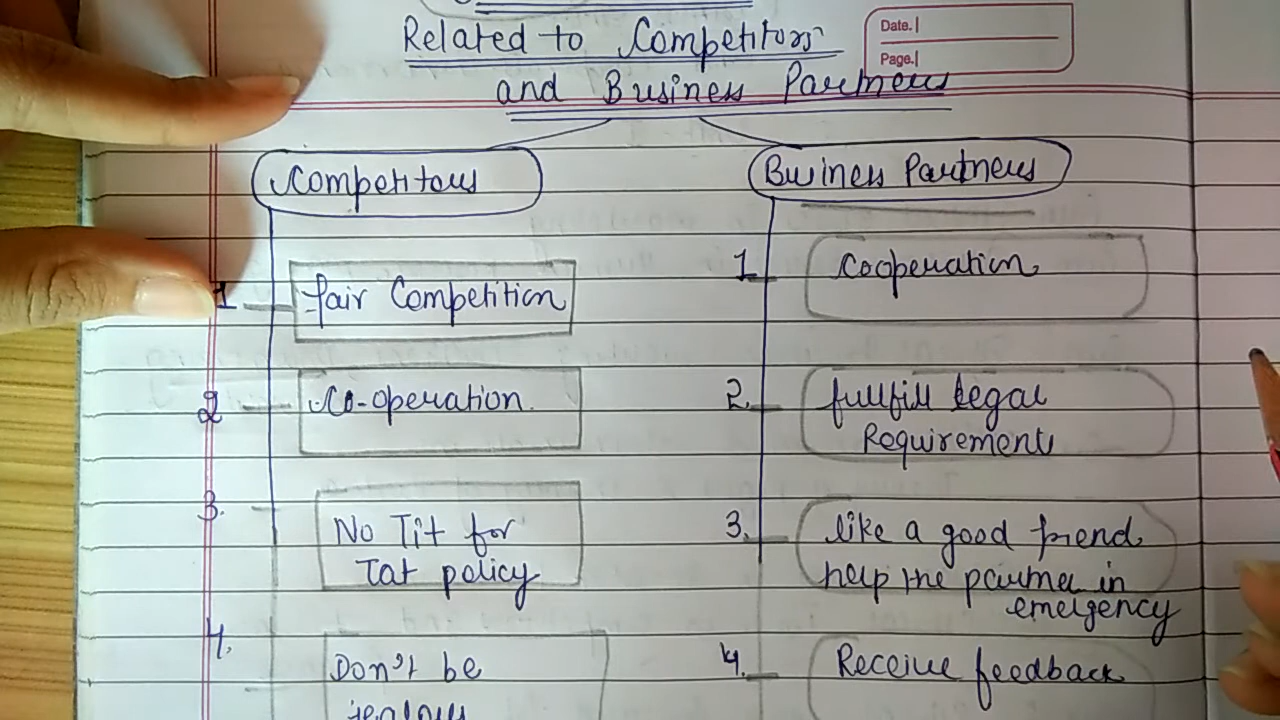 Related to Competitors
Date.
Page.
and Business Partners
Competitors
1 fair Competition
2 Co-operation.
3. No Tit for
Tat policy
4. Don't be
jealous
Business Partners
1. Cooperation
2. fullfill legal
Requirement
3. like a good friend
help the partner in
emergency
4. Receive feedback